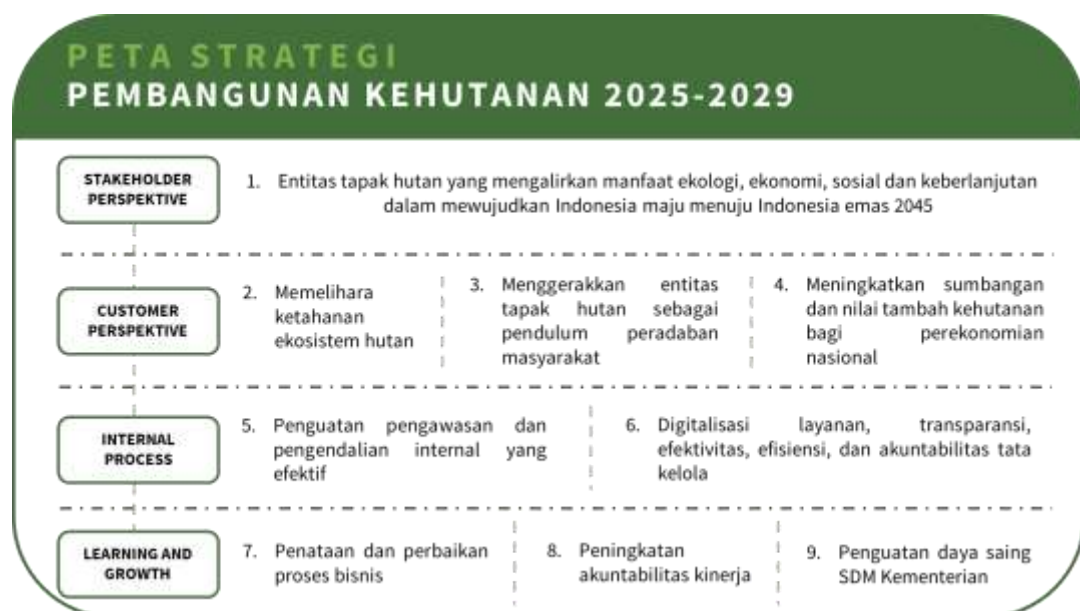 PETA STRATEGI
PEMBANGUNAN KEHUTANAN 2025-2029
STAKEHOLDER
PERSPEKTIVE
1. Entitas tapak hutan yang mengalirkan manfaat ekologi, ekonomi, sosial dan keberlanjutan
dalam mewujudkan Indonesia maju menuju Indonesia emas 2045
CUSTOMER
PERSPEKTIVE
2. Memelihara
ketahanan
ekosistem hutan
3. Menggerakkan entitas
tapak hutan sebagai
pendulum peradaban
masyarakat
4. Meningkatkan sumbangan
dan nilai tambah kehutanan
bagi perekonomian
nasional
INTERNAL
PROCESS
5. Penguatan pengawasan dan
pengendalian internal yang
efektif
6. Digitalisasi layanan, transparansi,
efektivitas, efisiensi, dan akuntabilitas tata
kelola
LEARNING AND
GROWTH
7. Penataan dan perbaikan
proses bisnis
8. Peningkatan
akuntabilitas kinerja
9. Penguatan daya saing
SDM Kementerian